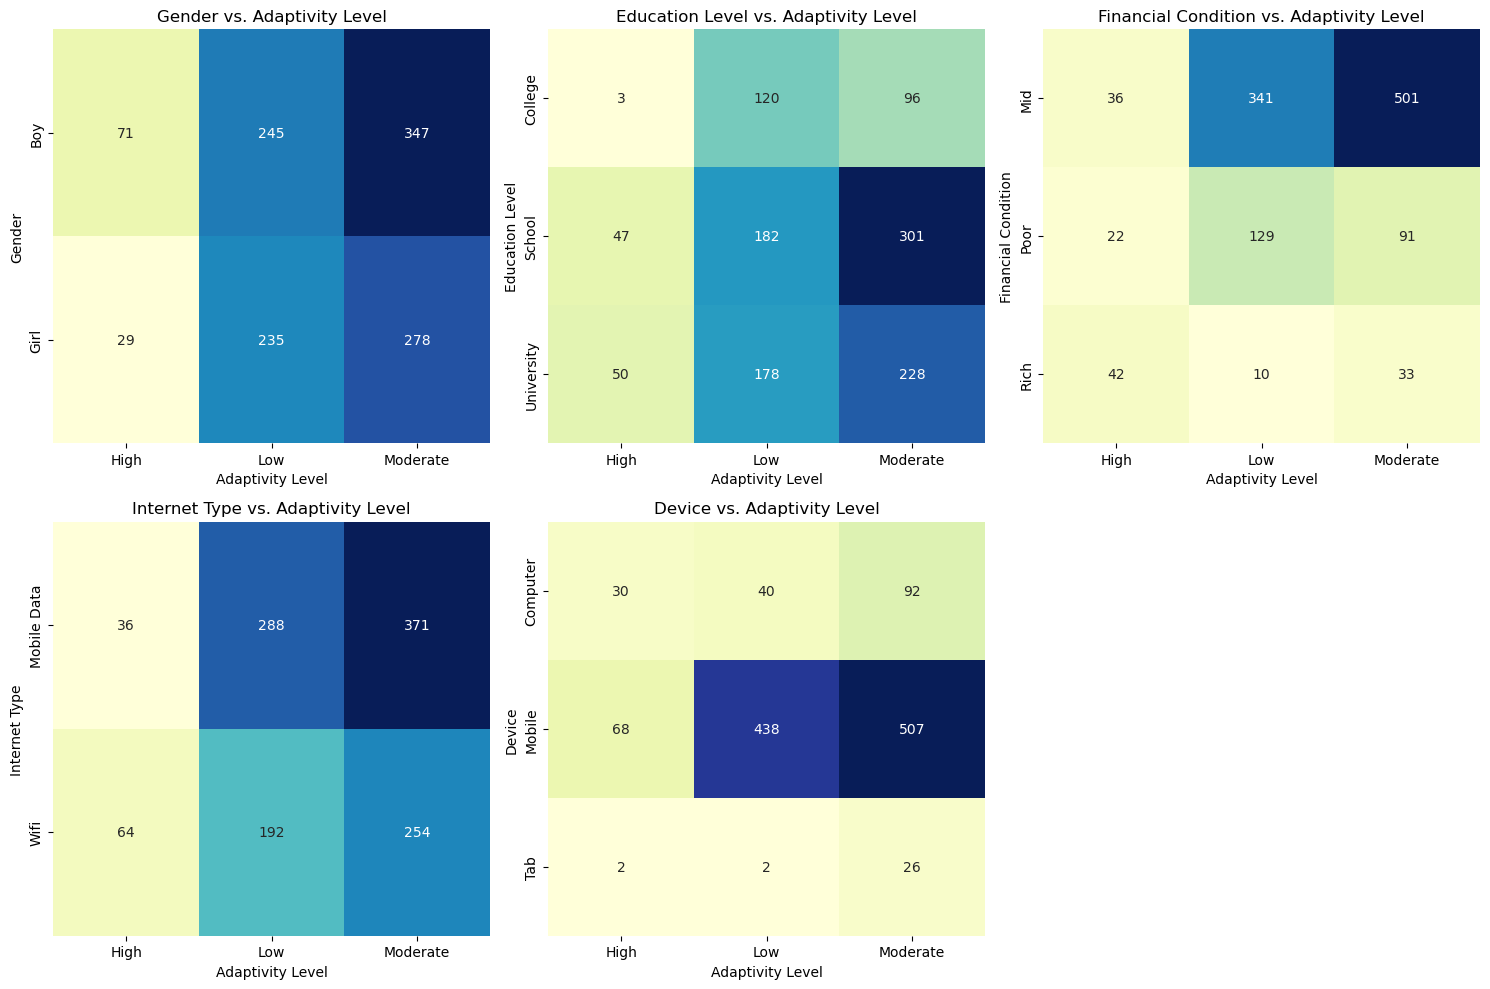 Gender vs. Adaptivity Level
Gender
Boy
71 245 347
Girl
29 235 278
High Low Moderate
Adaptivity Level
Education Level vs. Adaptivity Level
Education Level
College
3 120 96
School
47 182 301
University
50 178 228
High Low Moderate
Adaptivity Level
Financial Condition vs. Adaptivity Level
Financial Condition
Mid
36 341 501
Poor
22 129 91
Rich
42 10 33
High Low Moderate
Adaptivity Level
Internet Type vs. Adaptivity Level
Internet Type
Mobile Data
36 288 371
Wifi
64 192 254
High Low Moderate
Adaptivity Level
Device vs. Adaptivity Level
Device
Computer
30 40 92
Mobile
68 438 507
Tab
2 2 26
High Low Moderate
Adaptivity Level